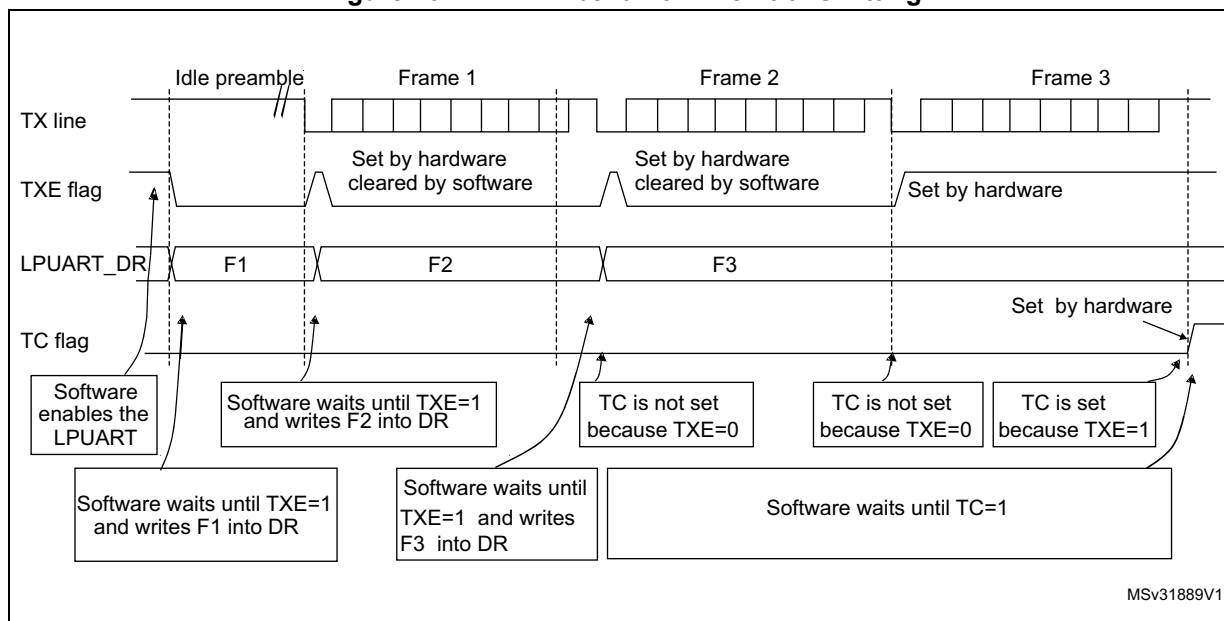 Idle preamble
Frame 1
Frame 2
Frame 3
TX line
TXE flag
Set by hardware
cleared by software
Set by hardware
cleared by software
Set by hardware
LPUART_DR
F1
F2
F3
TC flag
Set by hardware
Software
enables the
LPUART
Software waits until TXE=1
and writes F2 into DR
TC is not set
because TXE=0
TC is not set
because TXE=0
TC is set
because TXE=1
Software waits until TXE=1
and writes F1 into DR
Software waits until
TXE=1 and writes
F3 into DR
Software waits until TC=1
MSv31889V1